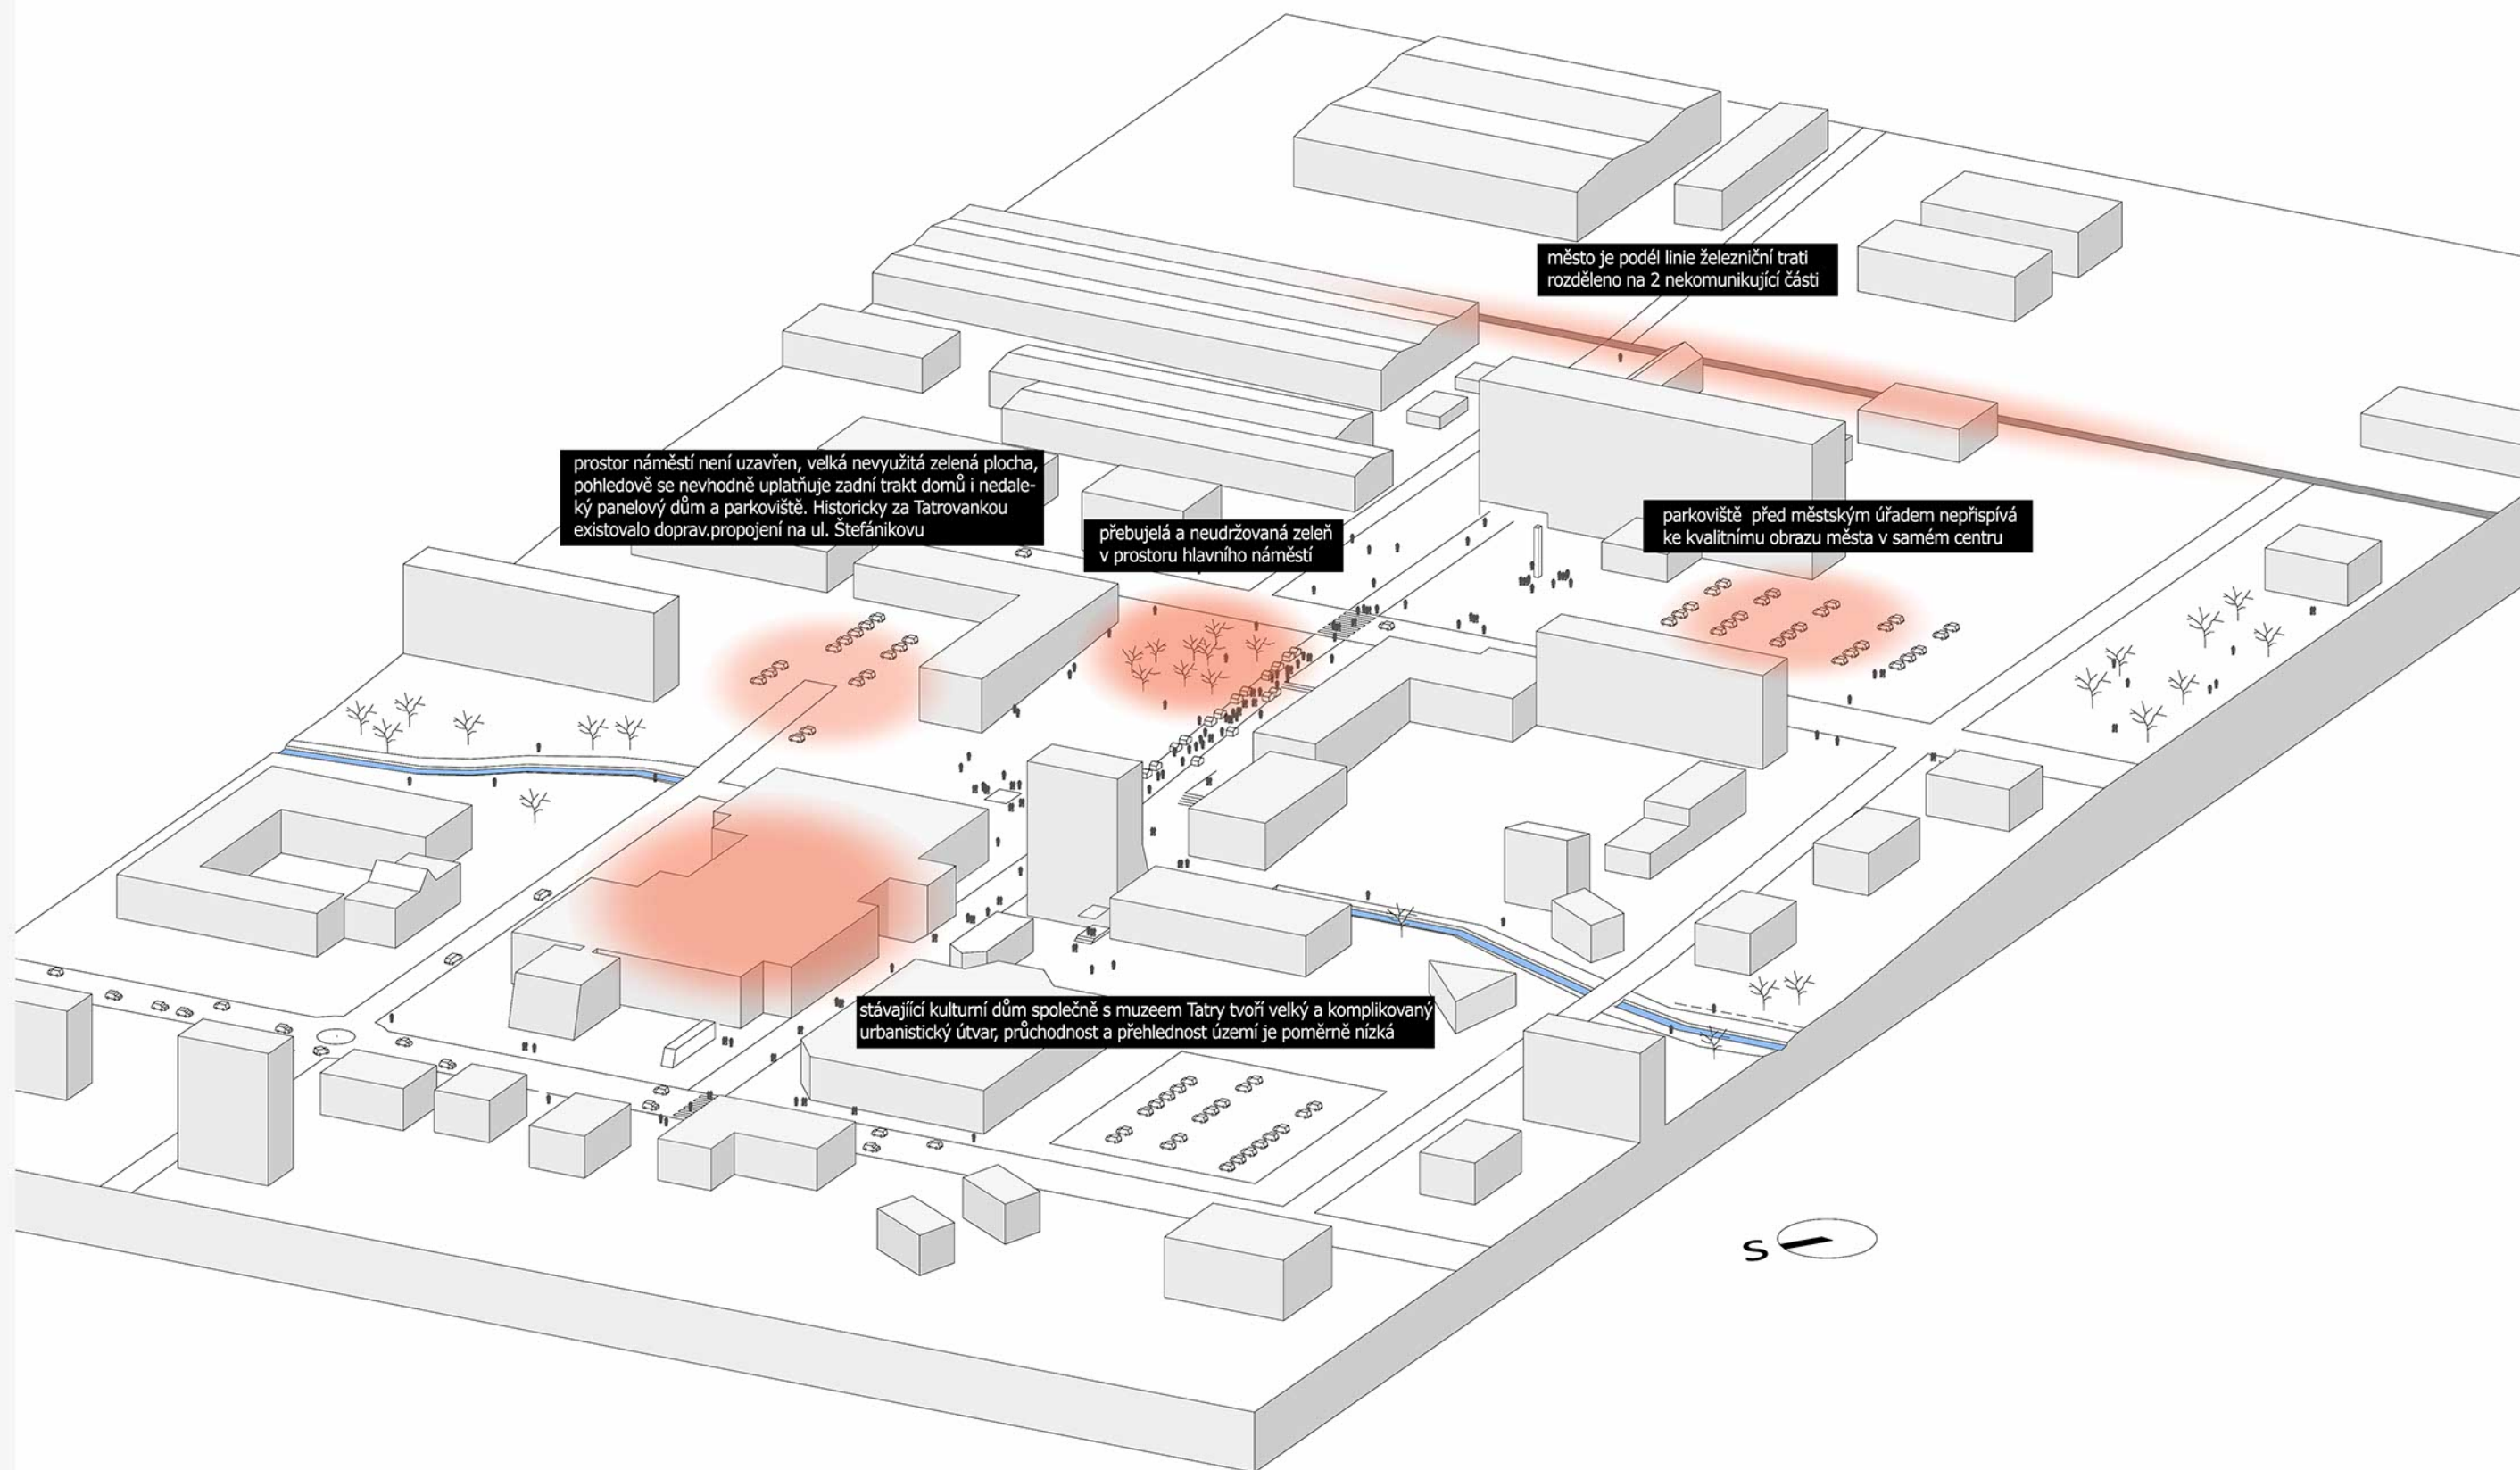 město je podél linie železniční trati
rozděleno na 2 nekomunikující části
prostor náměstí není uzavřen, velká nevyužitá zelená plocha,
pohledově se nevhodně uplatňuje zadní trakt domů i nedale-
ký panelový dům a parkoviště. Historicky za Tatrovankou
existovalo doprav.propojení na ul. Štefánikovu
přebujelá a neudržovaná zeleň
v prostoru hlavního náměstí
parkoviště před městským úřadem nepřispívá
ke kvalitnímu obrazu města v samém centru
stávajíící kulturní dům společně s muzeem Tatry tvoří velký a komplikovaný
urbanistický útvar, průchodnost a přehlednost území je poměrně nízká
S